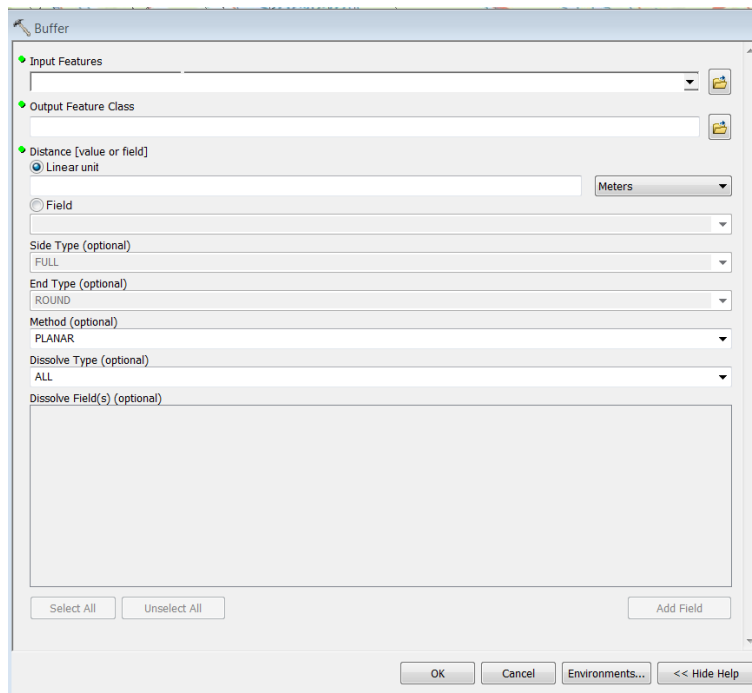 Buffer
Input Features
Output Feature Class
Distance [value or field]
Linear unit
Meters
Field
Side Type (optional)
FULL
End Type (optional)
ROUND
Method (optional)
PLANAR
Dissolve Type (optional)
ALL
Dissolve Field(s) (optional)
Select All Unselect All Add Field
OK Cancel Environments... << Hide Help